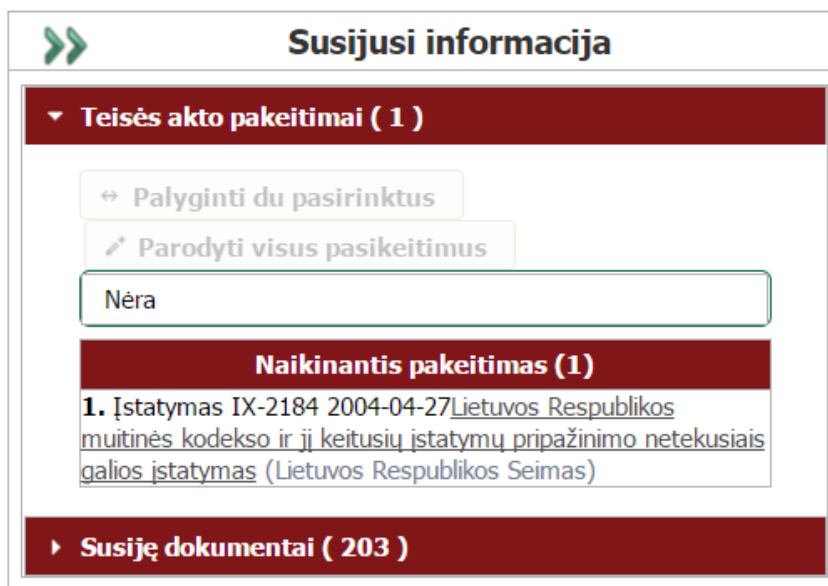 Susijusi informacija
Teisės akto pakeitimai ( 1 )
Palyginti du pasirinktus
Parodyti visus pasikeitimus
Nėra
Naikinantis pakeitimas (1)
1. Įstatymas IX-2184 2004-04-27Lietuvos Respublikos
muitinės kodekso ir jį keitusių įstatymų pripažinimo netekusiais
galios įstatymas (Lietuvos Respublikos Seimas)
Susiję dokumentai ( 203 )